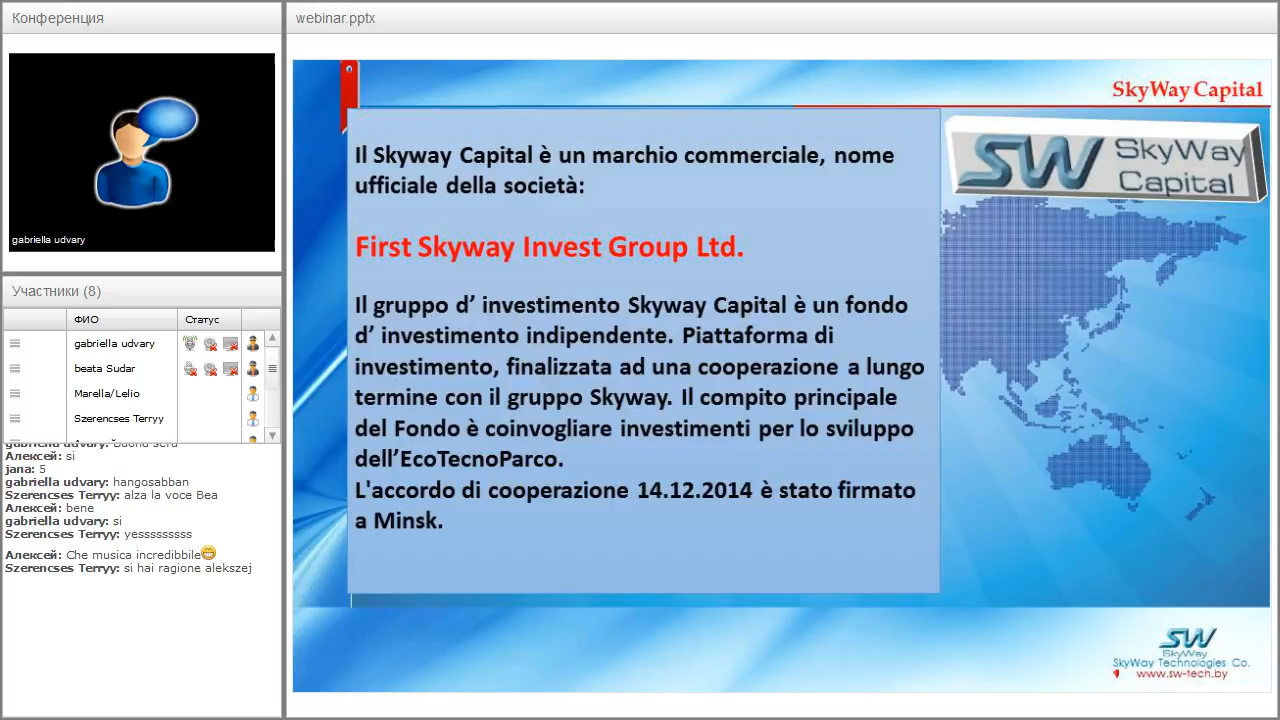 Конференция
gabriella udvary
Участники (8)
ФИО
Статус
gabriella udvary
beata Sudar
Marella/Lelio
Szerencses Terryy
gabriella udvary:
Алексей: si
jana: 5
gabriella udvary: hangosabban
Szerencses Terryy: alza la voce Bea
Алексей: bene
gabriella udvary: si
Szerencses Terryy: yesssssssss
Алексей: Che musica incredibbile
Szerencses Terryy: si hai ragione alekszej
webinar.pptx
SkyWay Capital
SW SkyWay
Capital
Il Skyway Capital è un marchio commerciale, nome
ufficiale della società:
First Skyway Invest Group Ltd.
Il gruppo d’ investimento Skyway Capital è un fondo
d’ investimento indipendente. Piattaforma di
investimento, finalizzata ad una cooperazione a lungo
termine con il gruppo Skyway. Il compito principale
del Fondo è coinvogliare investimenti per lo sviluppo
dell’EcoTecnoParco.
L'accordo di cooperazione 14.12.2014 è stato firmato
a Minsk.
SW
SkyWay
SkyWay Technologies Co.
www.sw-tech.by